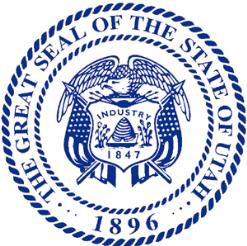 THE GREAT SEAL OF THE STATE OF UTAH
INDUSTRY
1847
1896